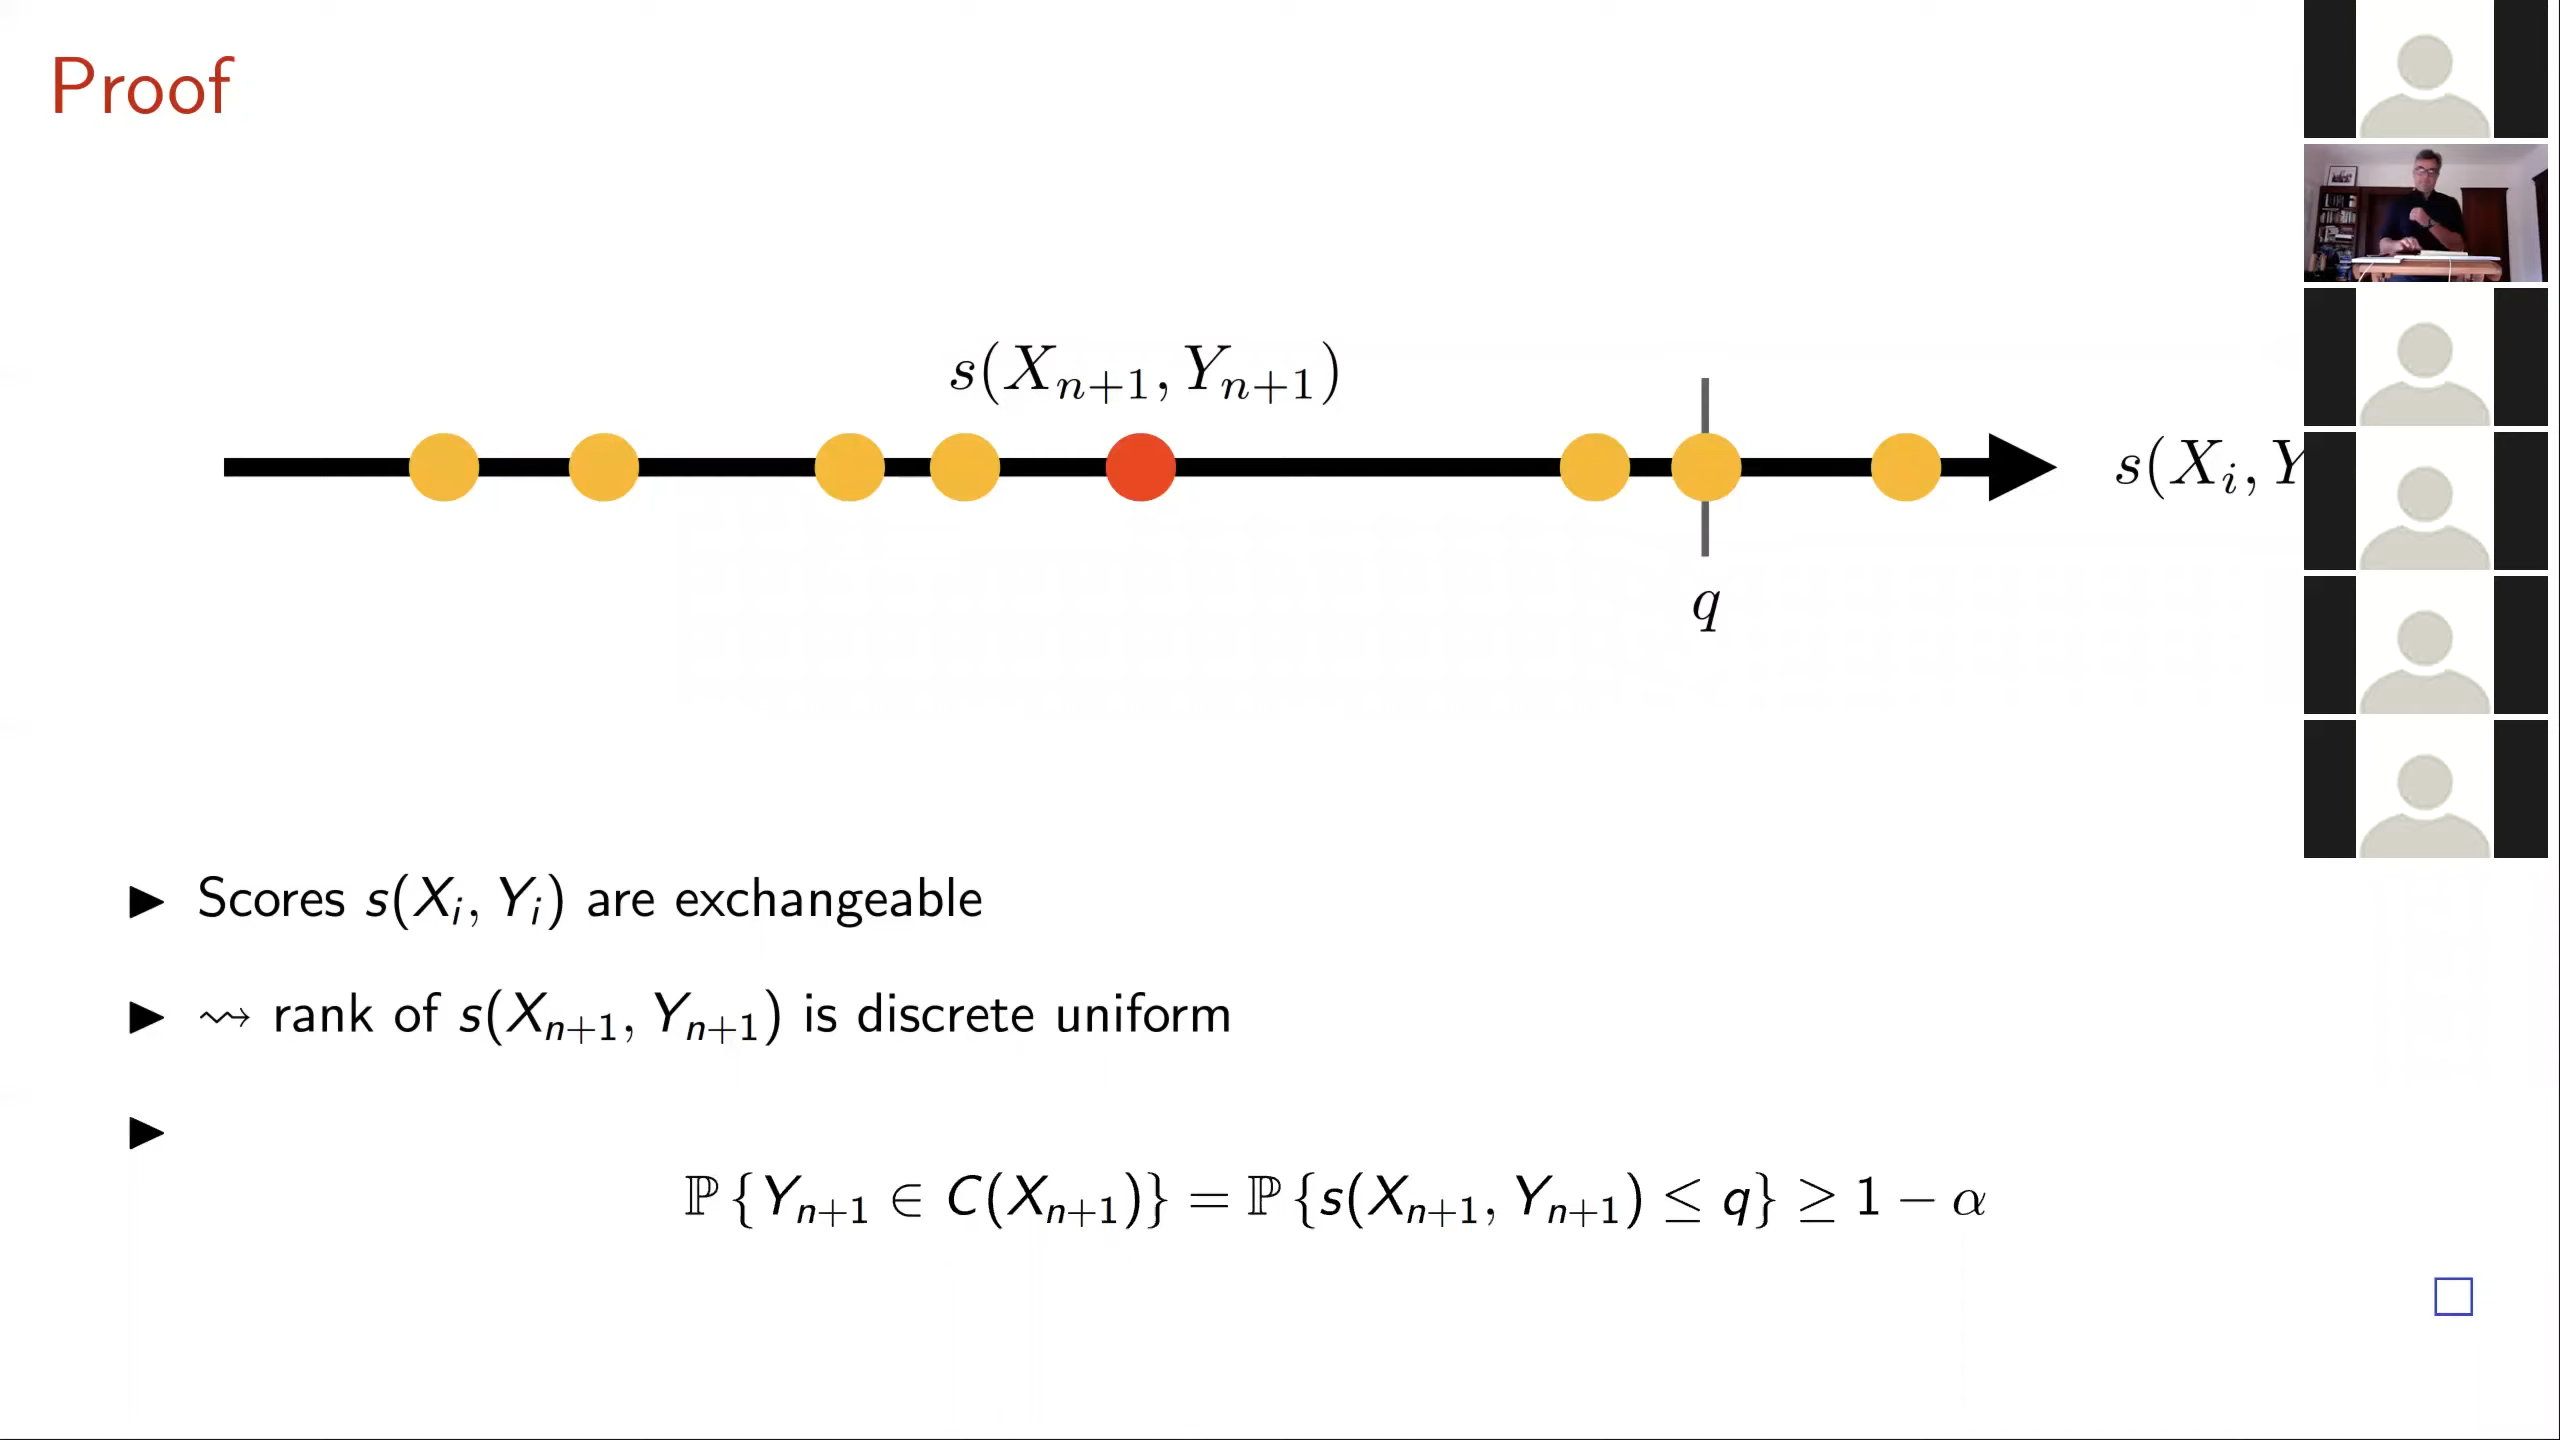 Proof
s(X_{n+1}, Y_{n+1})
s(X_i, Y
q
▶ Scores s(X_i, Y_i) are exchangeable
▶ ⇝ rank of s(X_{n+1}, Y_{n+1}) is discrete uniform
▶
ℙ {Y_{n+1} ∈ C(X_{n+1})} = ℙ {s(X_{n+1}, Y_{n+1}) ≤ q} ≥ 1 − α
□